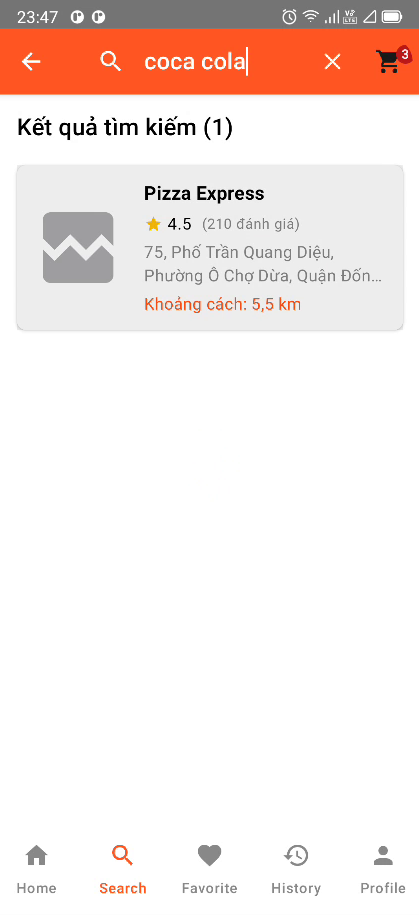 23:47
coca cola
3
Kết quả tìm kiếm (1)
Pizza Express
4.5 (210 đánh giá)
75, Phố Trần Quang Diệu,
Phường Ô Chợ Dừa, Quận Đốn...
Khoảng cách: 5,5 km
Home Search Favorite History Profile